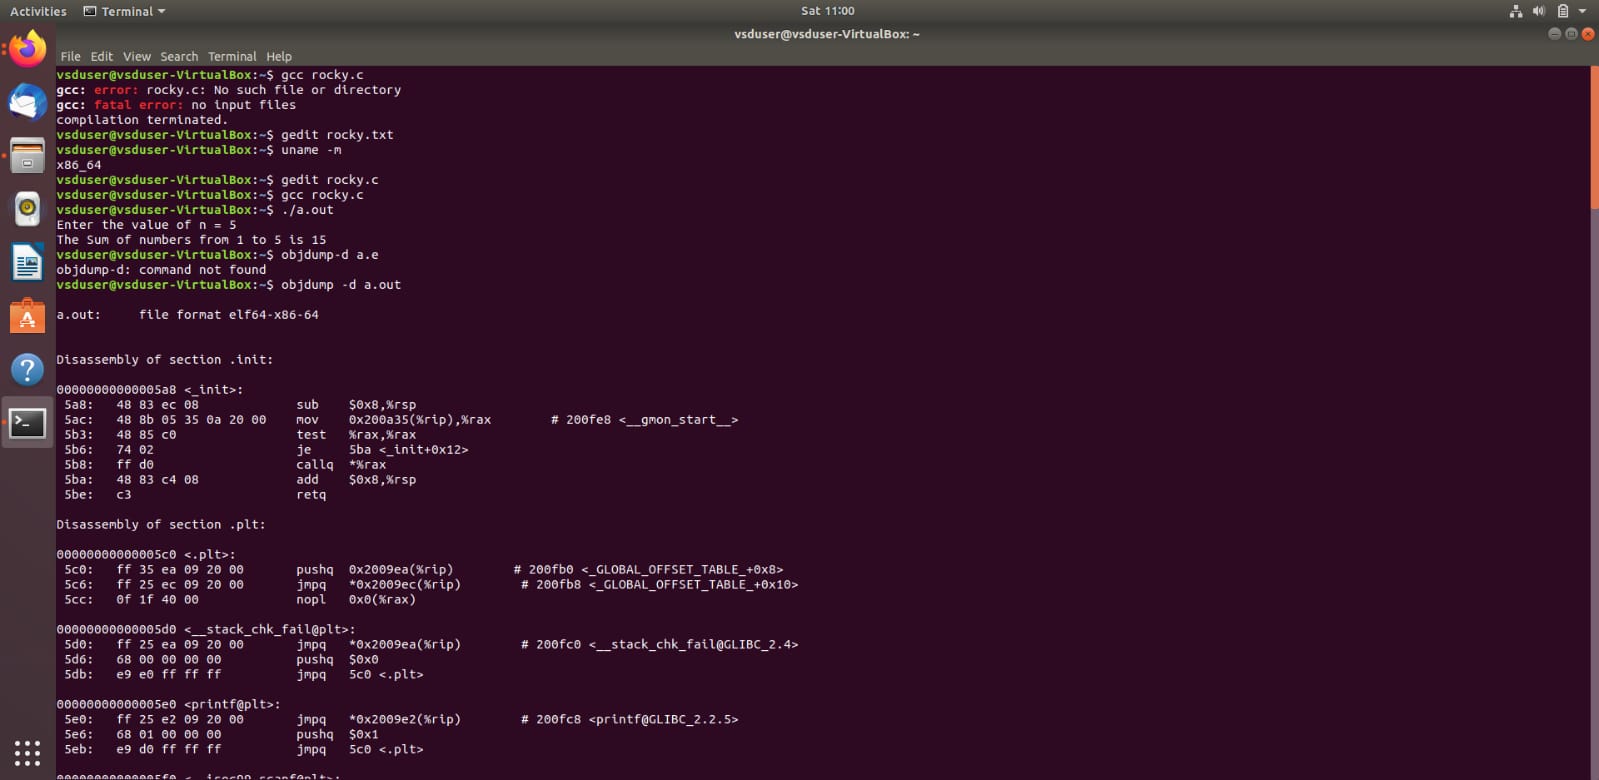 Activities Terminal Sat 11:00
vsduser@vsduser-VirtualBox: ~
File Edit View Search Terminal Help
vsduser@vsduser-VirtualBox:~$ gcc rocky.c
gcc: error: rocky.c: No such file or directory
gcc: fatal error: no input files
compilation terminated.
vsduser@vsduser-VirtualBox:~$ gedit rocky.txt
vsduser@vsduser-VirtualBox:~$ uname -m
x86_64
vsduser@vsduser-VirtualBox:~$ gedit rocky.c
vsduser@vsduser-VirtualBox:~$ gcc rocky.c
vsduser@vsduser-VirtualBox:~$ ./a.out
Enter the value of n = 5
The Sum of numbers from 1 to 5 is 15
vsduser@vsduser-VirtualBox:~$ objdump-d a.e
objdump-d: command not found
vsduser@vsduser-VirtualBox:~$ objdump -d a.out
a.out:     file format elf64-x86-64
Disassembly of section .init:
00000000000005a8 <_init>:
 5a8:   48 83 ec 08             sub    $0x8,%rsp
 5ac:   48 8b 05 35 0a 20 00    mov    0x200a35(%rip),%rax        # 200fe8 <__gmon_start__>
 5b3:   48 85 c0                test   %rax,%rax
 5b6:   74 02                   je     5ba <_init+0x12>
 5b8:   ff d0                   callq  *%rax
 5ba:   48 83 c4 08             add    $0x8,%rsp
 5be:   c3                      retq
Disassembly of section .plt:
00000000000005c0 <.plt>:
 5c0:   ff 35 ea 09 20 00       pushq  0x2009ea(%rip)        # 200fb0 <_GLOBAL_OFFSET_TABLE_+0x8>
 5c6:   ff 25 ec 09 20 00       jmpq   *0x2009ec(%rip)        # 200fb8 <_GLOBAL_OFFSET_TABLE_+0x10>
 5cc:   0f 1f 40 00             nopl   0x0(%rax)
00000000000005d0 <__stack_chk_fail@plt>:
 5d0:   ff 25 ea 09 20 00       jmpq   *0x2009ea(%rip)        # 200fc0 <__stack_chk_fail@GLIBC_2.4>
 5d6:   68 00 00 00 00          pushq  $0x0
 5db:   e9 e0 ff ff ff          jmpq   5c0 <.plt>
00000000000005e0 <printf@plt>:
 5e0:   ff 25 e2 09 20 00       jmpq   *0x2009e2(%rip)        # 200fc8 <printf@GLIBC_2.2.5>
 5e6:   68 01 00 00 00          pushq  $0x1
 5eb:   e9 d0 ff ff ff          jmpq   5c0 <.plt>